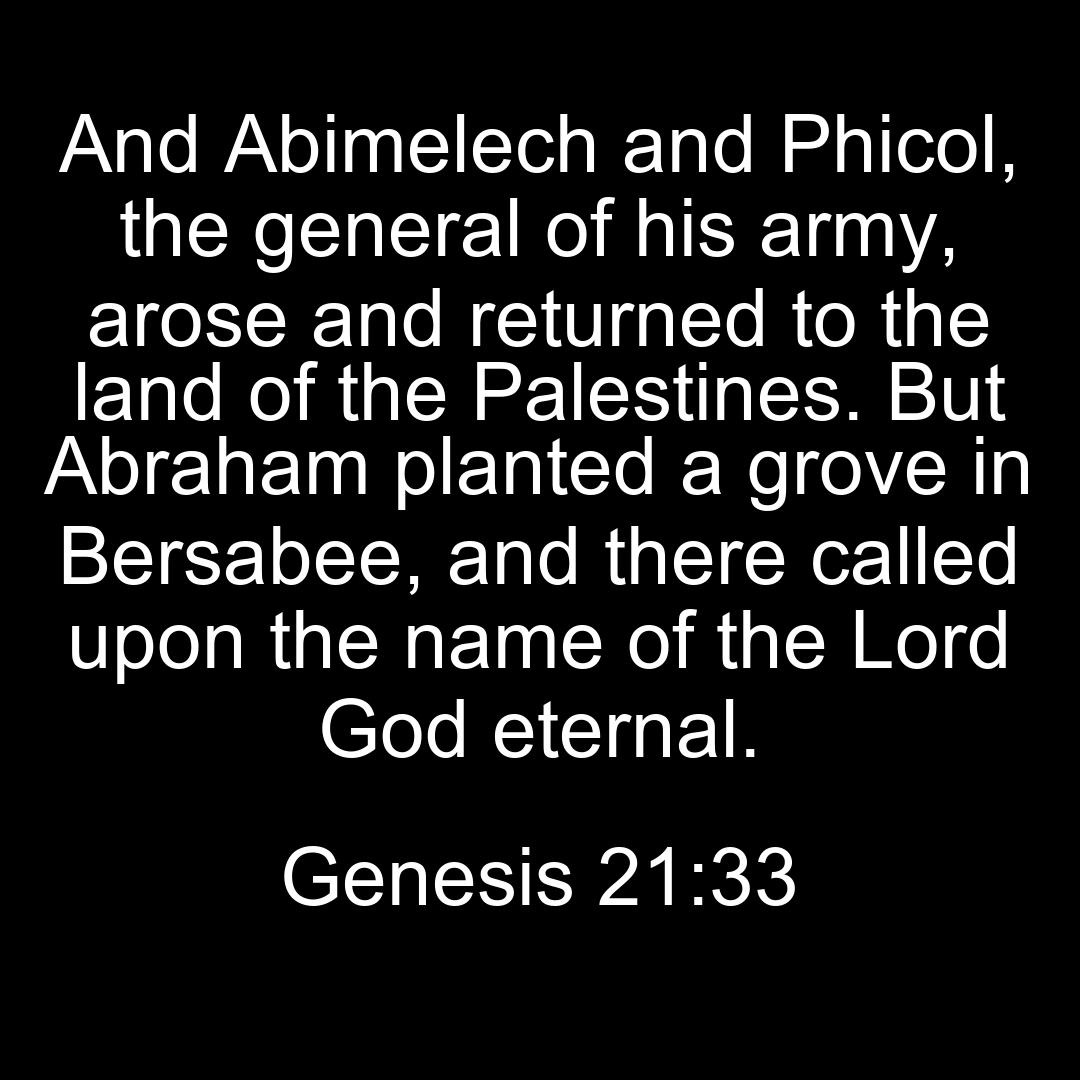 And Abimelech and Phicol,
the general of his army,
arose and returned to the
land of the Palestines. But
Abraham planted a grove in
Bersabee, and there called
upon the name of the Lord
God eternal.
Genesis 21:33